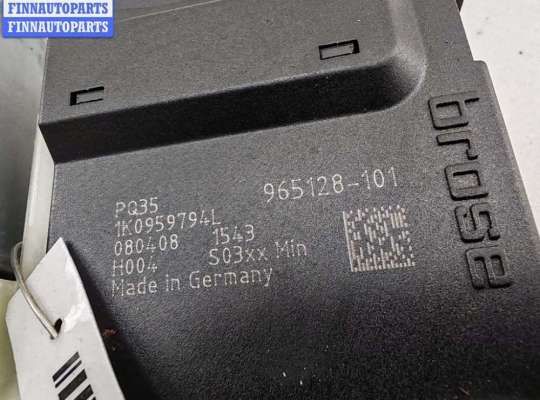 FINNAUTOPARTS
FINNAUTOPARTS
brose
965128-101
PQ35
1K0959794L
080408 1543
H004 S03xx Min
Made in Germany